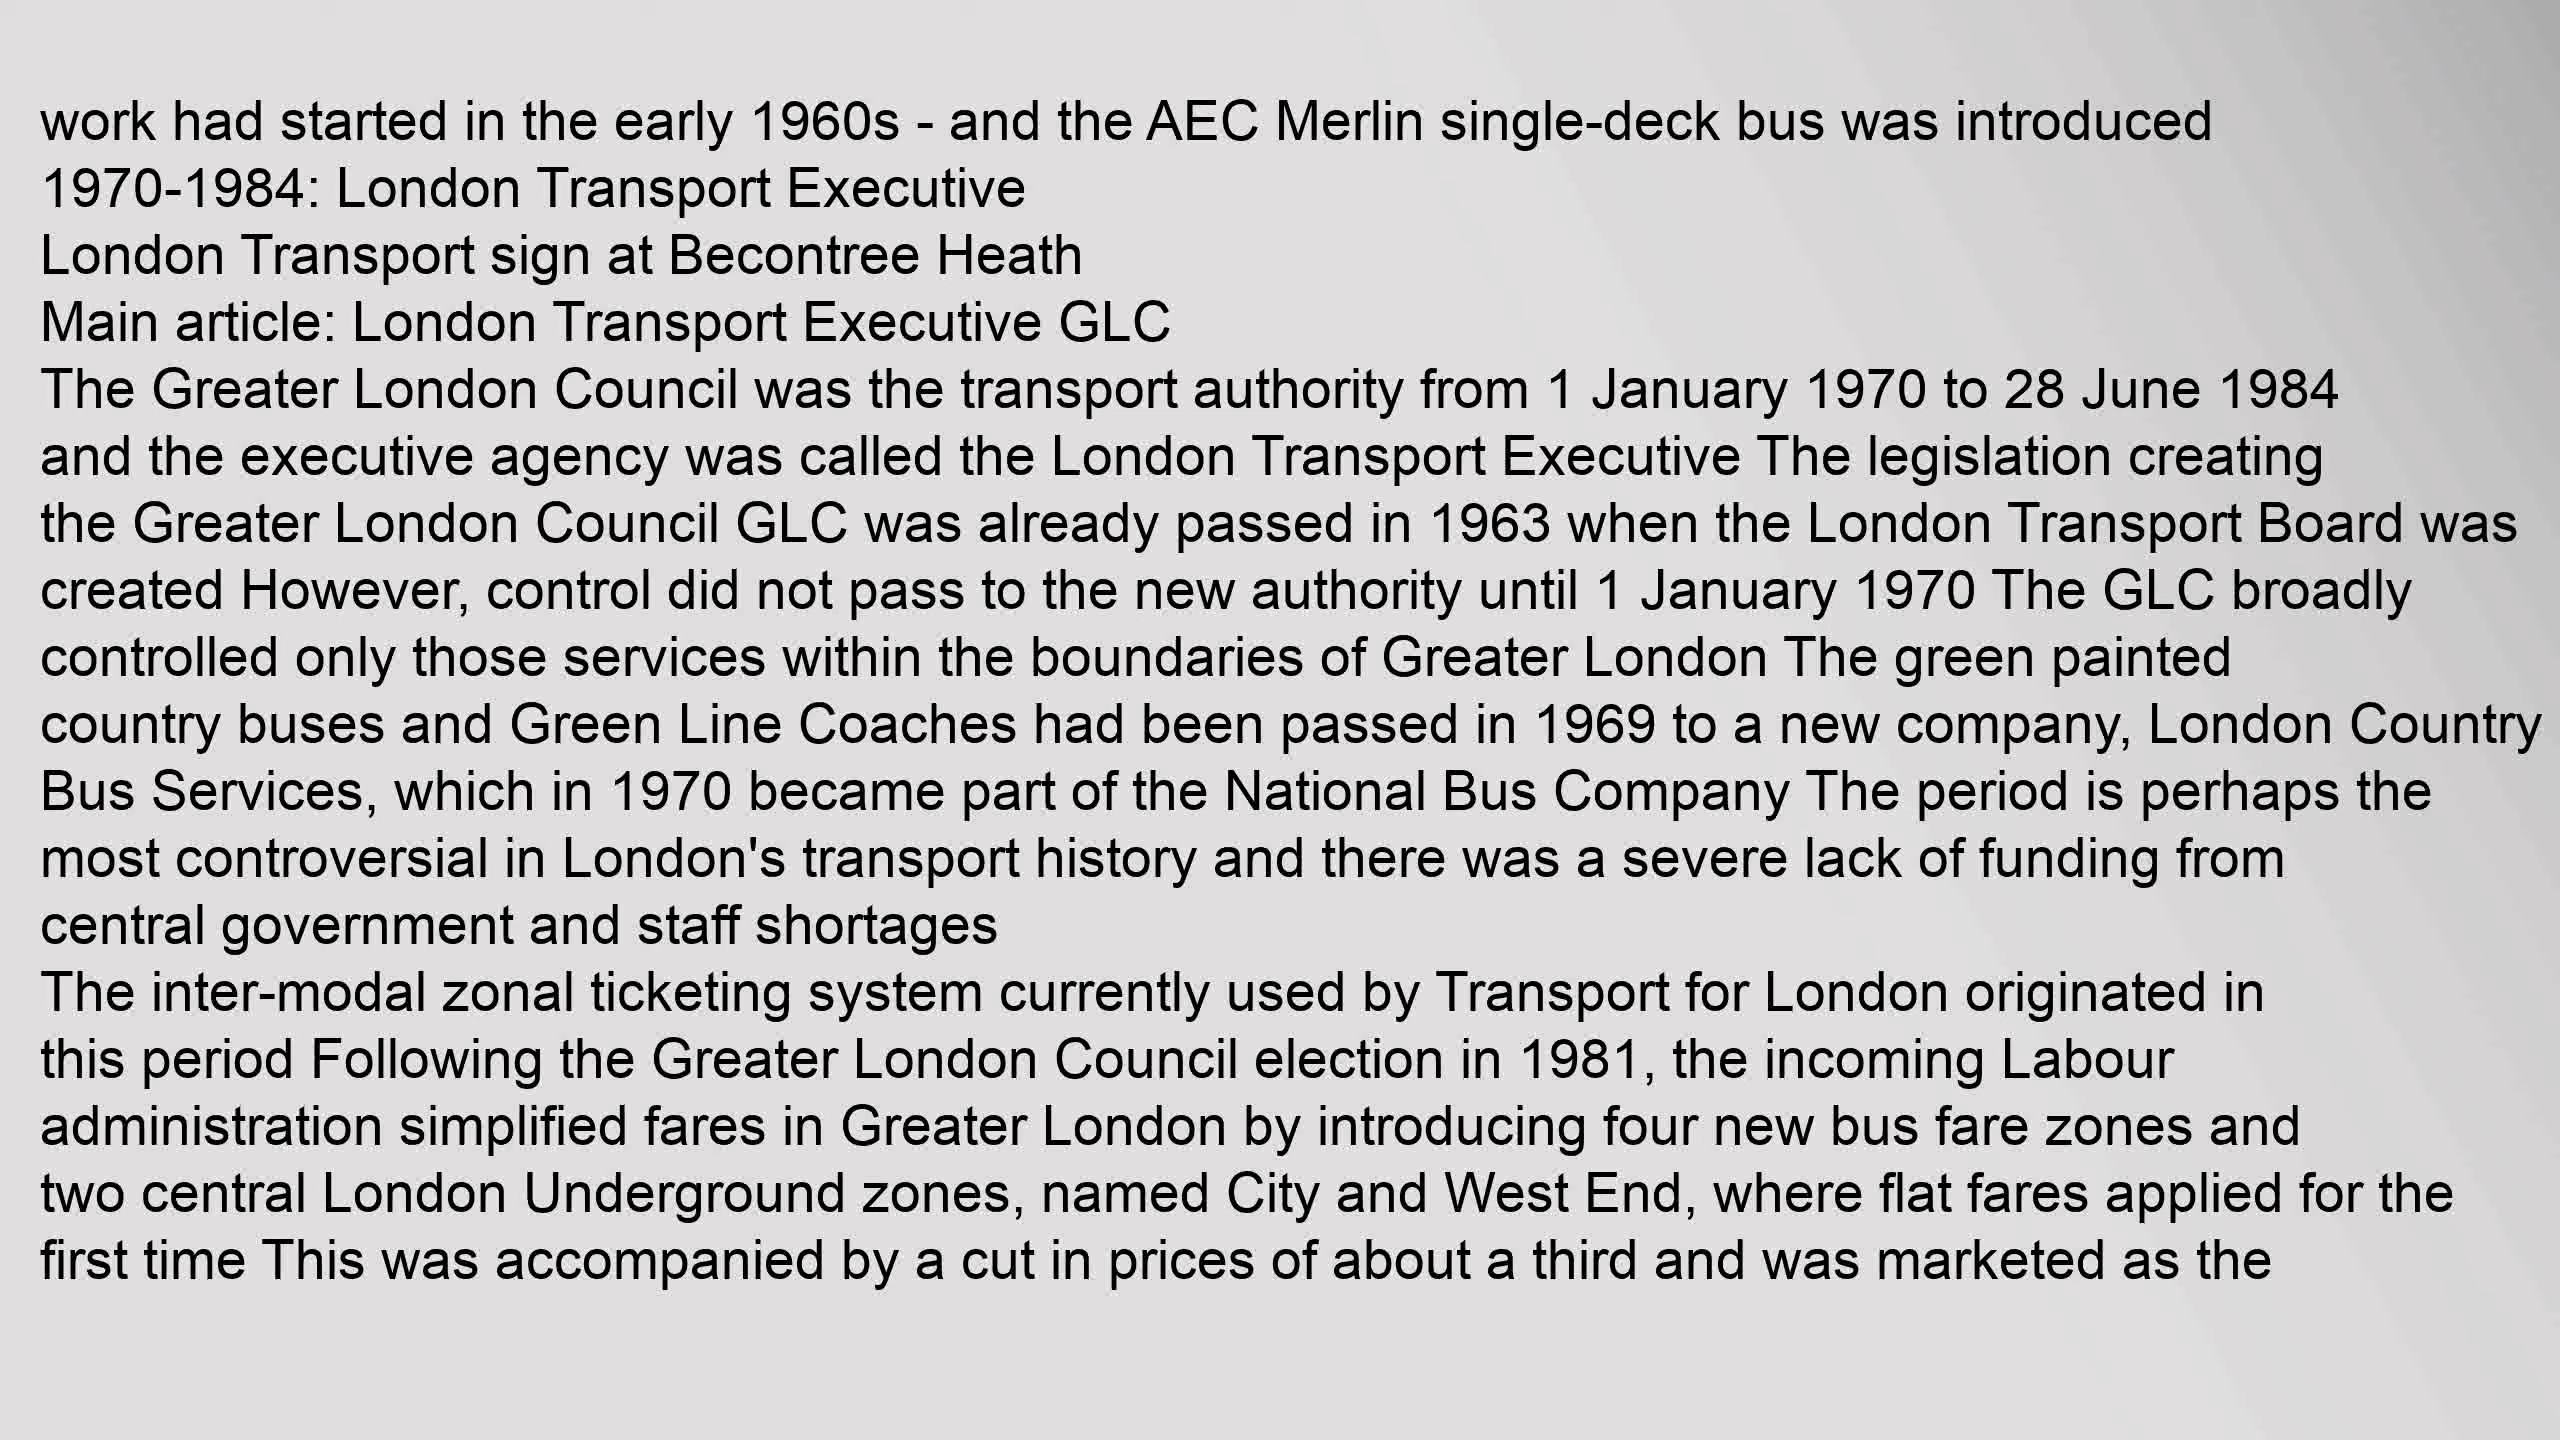 work had started in the early 1960s - and the AEC Merlin single-deck bus was introduced
1970-1984: London Transport Executive
London Transport sign at Becontree Heath
Main article: London Transport Executive GLC
The Greater London Council was the transport authority from 1 January 1970 to 28 June 1984
and the executive agency was called the London Transport Executive The legislation creating
the Greater London Council GLC was already passed in 1963 when the London Transport Board was
created However, control did not pass to the new authority until 1 January 1970 The GLC broadly
controlled only those services within the boundaries of Greater London The green painted
country buses and Green Line Coaches had been passed in 1969 to a new company, London Country
Bus Services, which in 1970 became part of the National Bus Company The period is perhaps the
most controversial in London's transport history and there was a severe lack of funding from
central government and staff shortages
The inter-modal zonal ticketing system currently used by Transport for London originated in
this period Following the Greater London Council election in 1981, the incoming Labour
administration simplified fares in Greater London by introducing four new bus fare zones and
two central London Underground zones, named City and West End, where flat fares applied for the
first time This was accompanied by a cut in prices of about a third and was marketed as the